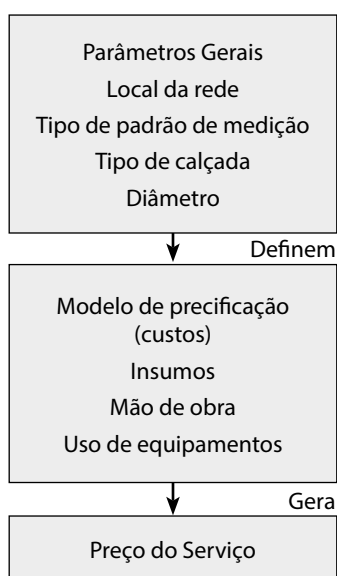 Parâmetros Gerais
Local da rede
Tipo de padrão de medição
Tipo de calçada
Diâmetro
Definem
Modelo de precificação
(custos)
Insumos
Mão de obra
Uso de equipamentos
Gera
Preço do Serviço